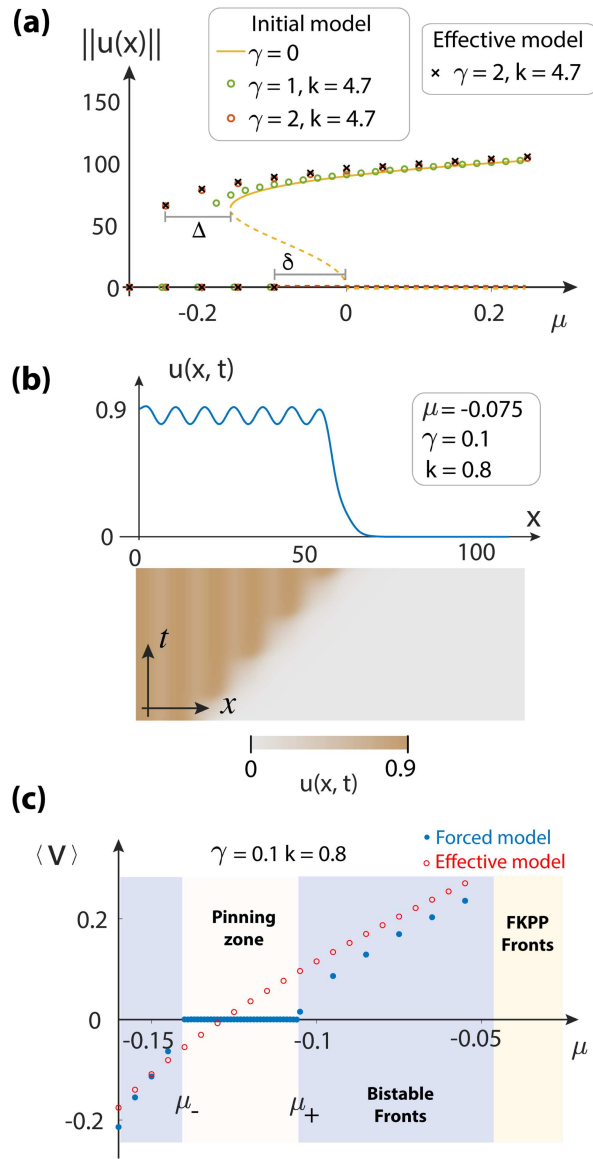 (a)
||u(x)||
Initial model
γ = 0
γ = 1, k = 4.7
γ = 2, k = 4.7
Effective model
γ = 2, k = 4.7
150
100
50
0
Δ
δ
-0.2
0
0.2
μ
(b)
u(x, t)
0.9
0
μ = -0.075
γ = 0.1
k = 0.8
x
0
50
100
t
x
0
0.9
u(x, t)
(c)
⟨V⟩
γ = 0.1 k = 0.8
Forced model
Effective model
0.2
0
-0.2
Pinning
zone
FKPP
Fronts
-0.15
-0.1
-0.05
μ
μ₋
μ₊
Bistable
Fronts